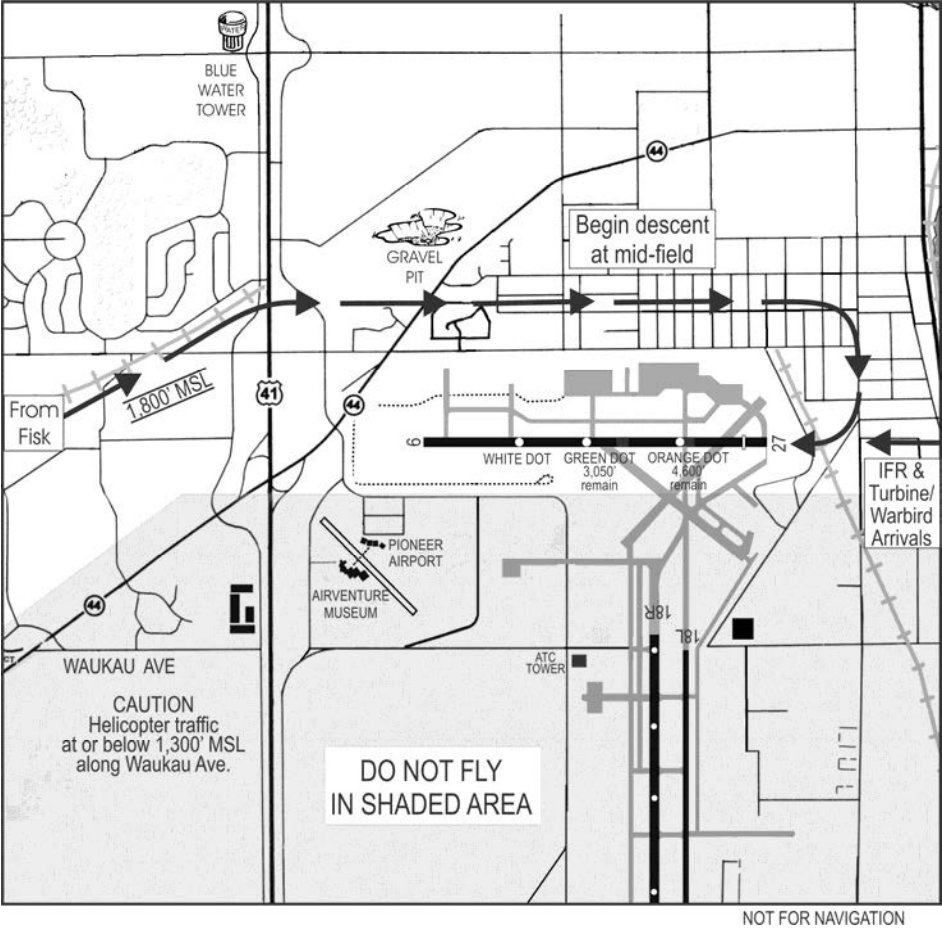 WATER
BLUE
WATER
TOWER
44
Begin descent
at mid-field
GRAVEL
PIT
1,800' MSL
41
From
Fisk
44
9
27
WHITE DOT
GREEN DOT
3,050'
remain
ORANGE DOT
4,600'
remain
IFR &
Turbine/
Warbird
Arrivals
PIONEER
AIRPORT
AIRVENTURE
MUSEUM
44
18R
18L
CT.
WAUKAU AVE
ATC
TOWER
CAUTION
Helicopter traffic
at or below 1,300' MSL
along Waukau Ave.
DO NOT FLY
IN SHADED AREA
NOT FOR NAVIGATION